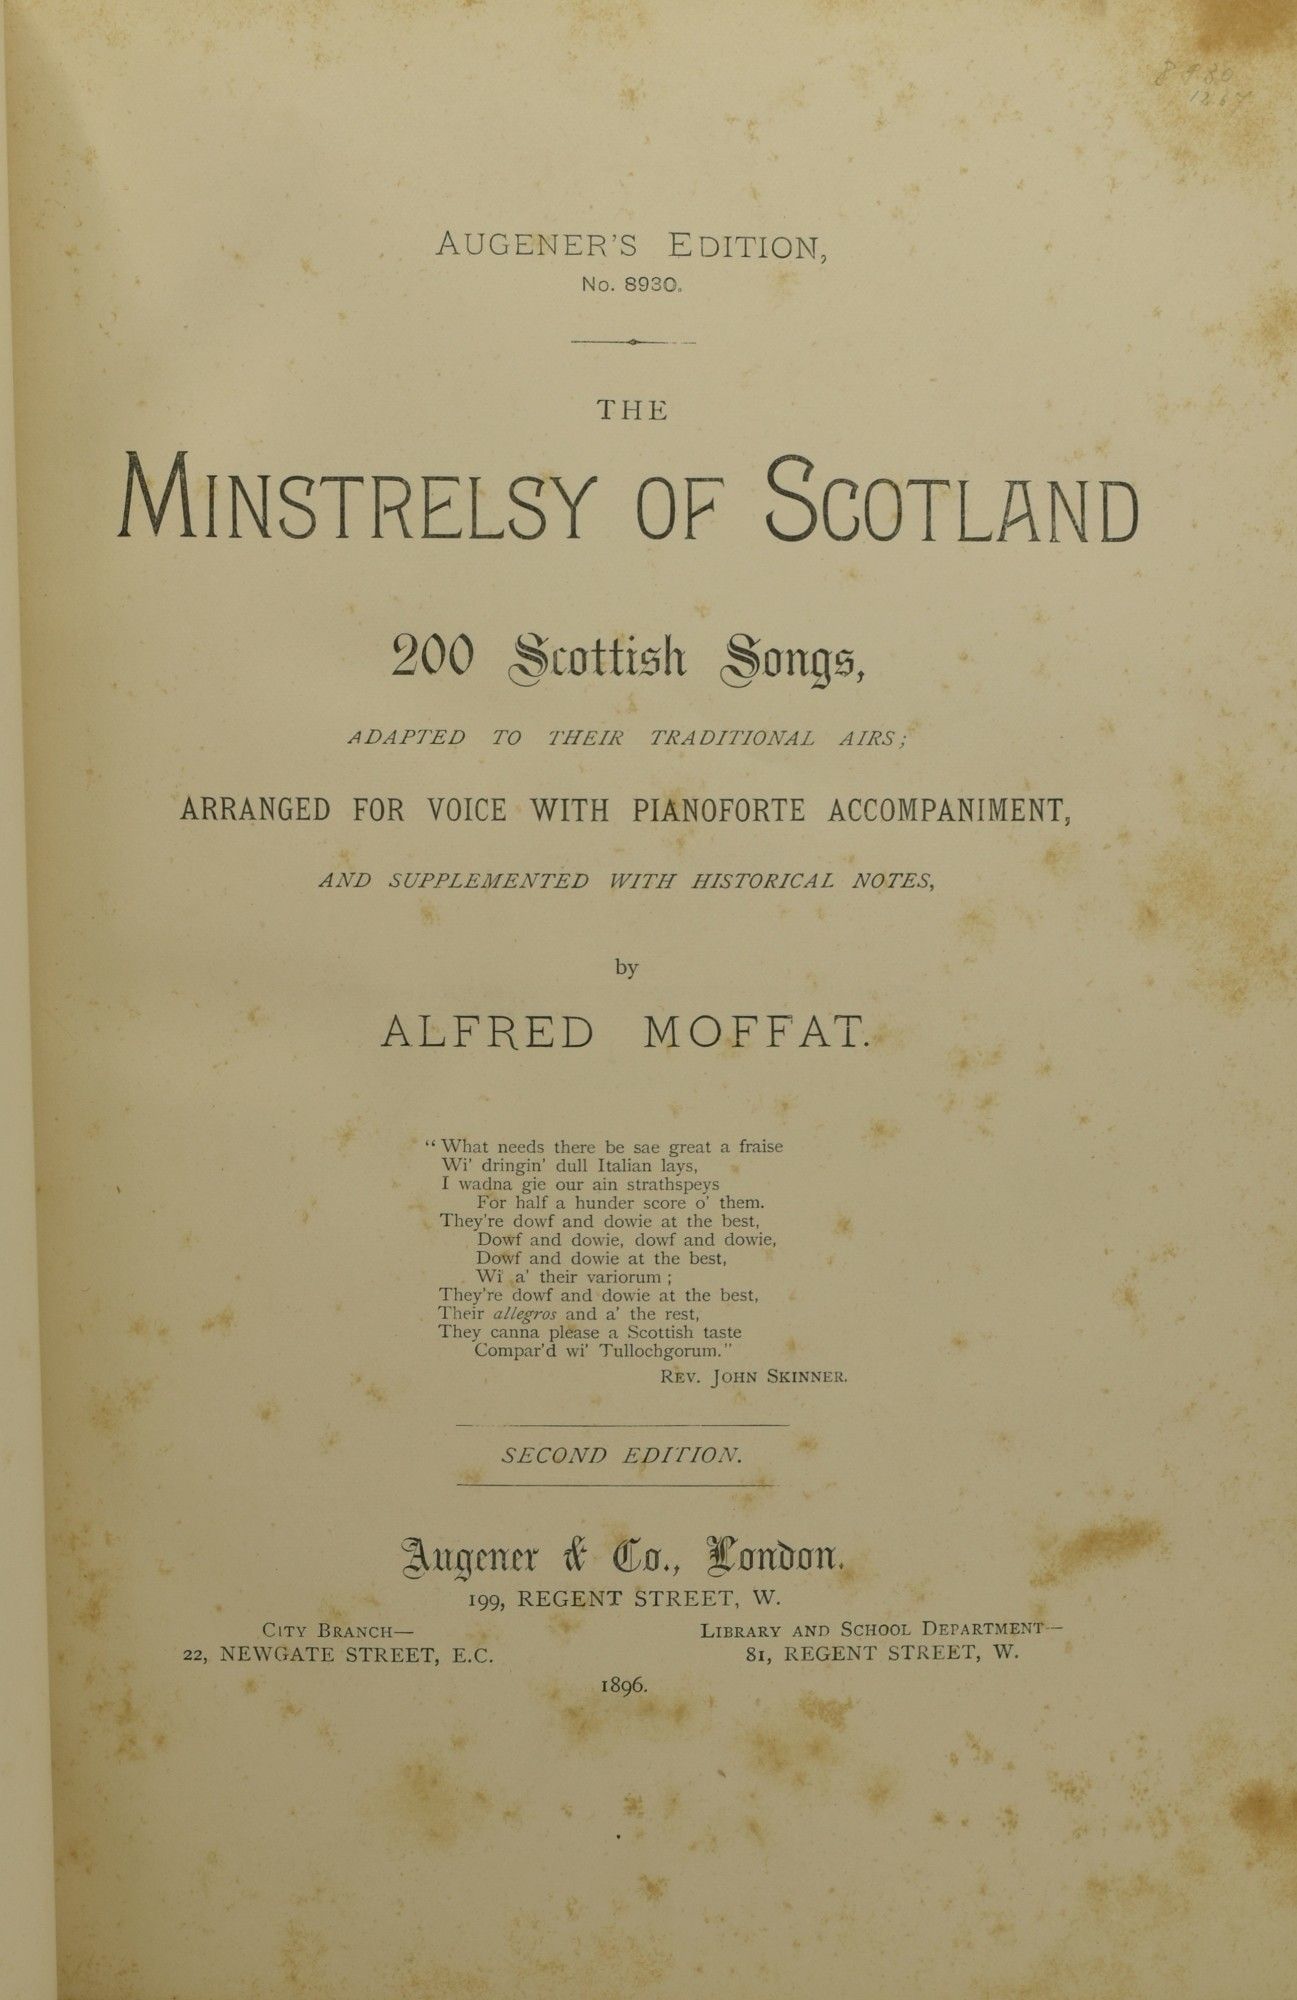 AUGENER'S EDITION,
No. 8930.
THE
MINSTRELSY OF SCOTLAND
200 Scottish Songs,
ADAPTED TO THEIR TRADITIONAL AIRS;
ARRANGED FOR VOICE WITH PIANOFORTE ACCOMPANIMENT,
AND SUPPLEMENTED WITH HISTORICAL NOTES,
by
ALFRED MOFFAT.
"What needs there be sae great a fraise
Wi' dringin' dull Italian lays,
I wadna gie our ain strathspeys
For half a hunder score o' them.
They're dowf and dowie at the best,
Dowf and dowie, dowf and dowie,
Dowf and dowie at the best,
Wi' a' their variorum;
They're dowf and dowie at the best,
Their allegros and a' the rest,
They canna please a Scottish taste
Compar'd wi' Tullochgorum."
REV. JOHN SKINNER.
SECOND EDITION.
Augener & Co., London.
199, REGENT STREET, W.
CITY BRANCH—
22, NEWGATE STREET, E.C.
LIBRARY AND SCHOOL DEPARTMENT—
81, REGENT STREET, W.
1896.